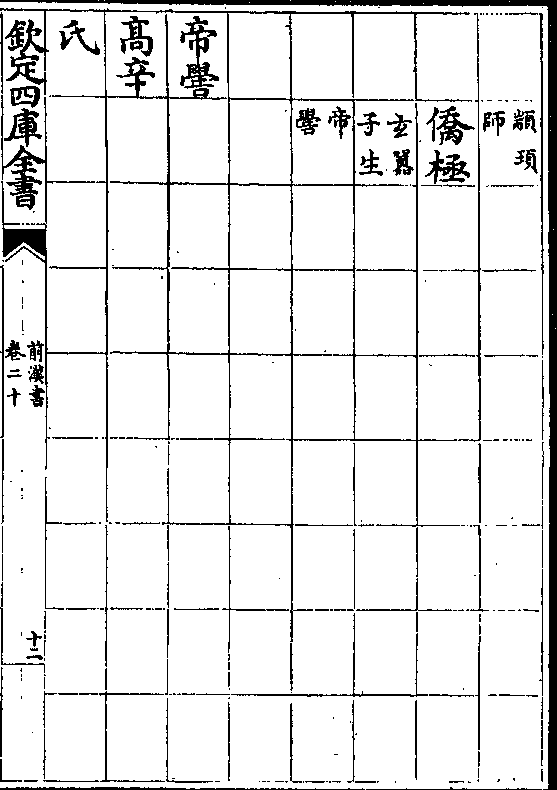 顓頊
師
僑極
玄囂
子生
帝
嚳
帝嚳
髙辛
氏
欽定四庫全書
前漢書
卷二十
十二